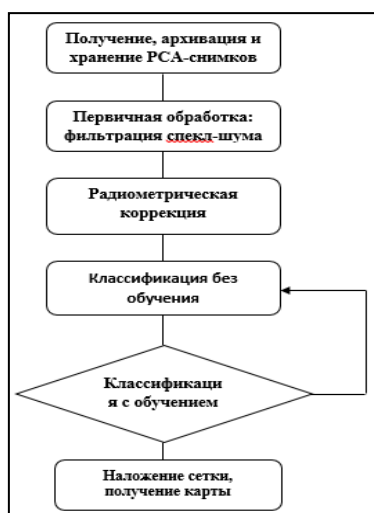 Получение, архивация и
хранение РСА-снимков
Первичная обработка:
фильтрация спекл-шума
Радиометрическая
коррекция
Классификация без
обучения
Классификаци
я с обучением
Наложение сетки,
получение карты